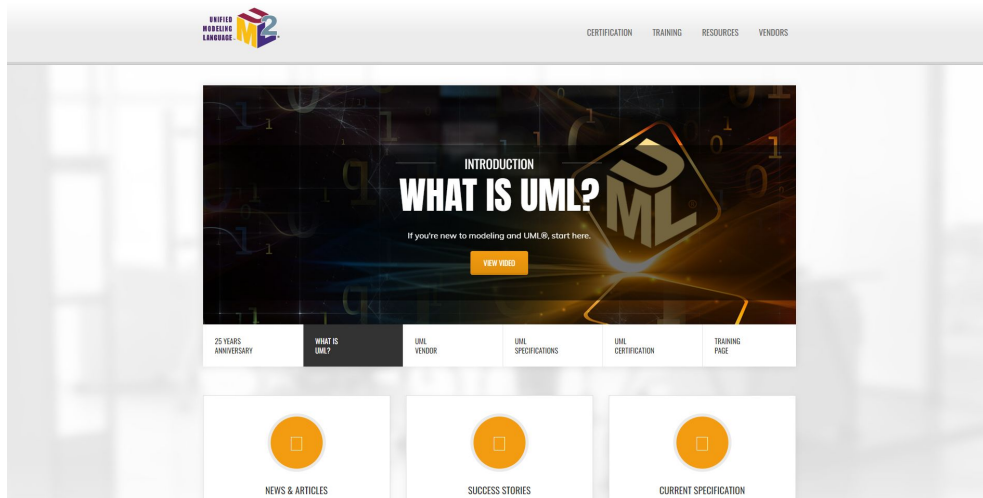 UNIFIED
MODELING
LANGUAGE
UML2
CERTIFICATION TRAINING RESOURCES VENDORS
INTRODUCTION
WHAT IS UML?
If you're new to modeling and UML®, start here.
VIEW VIDEO
UML®
25 YEARS
ANNIVERSARY
WHAT IS
UML?
UML
VENDOR
UML
SPECIFICATIONS
UML
CERTIFICATION
TRAINING
PAGE
NEWS & ARTICLES
SUCCESS STORIES
CURRENT SPECIFICATION